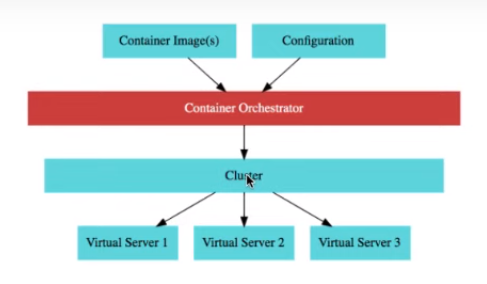 Container Image(s)
Configuration
Container Orchestrator
Cluster
Virtual Server 1
Virtual Server 2
Virtual Server 3